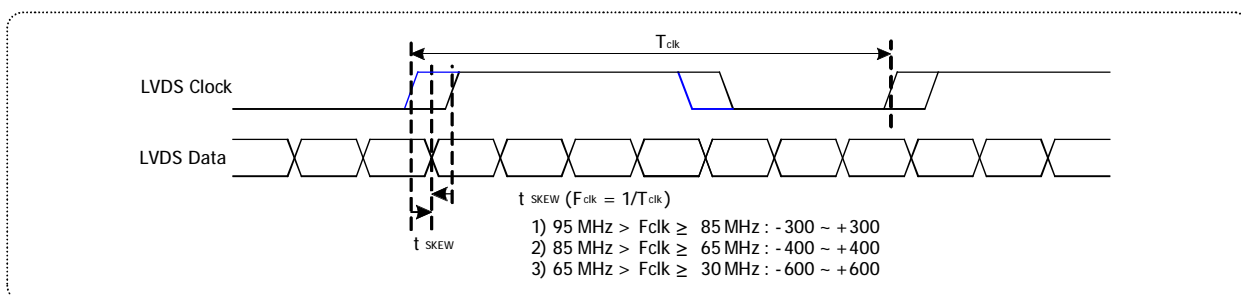 Tclk
LVDS Clock
LVDS Data
t SKEW (Fclk = 1/Tclk)
1) 95 MHz > Fclk ≥ 85 MHz : -300 ~ +300
2) 85 MHz > Fclk ≥ 65 MHz : -400 ~ +400
3) 65 MHz > Fclk ≥ 30 MHz : -600 ~ +600
t SKEW